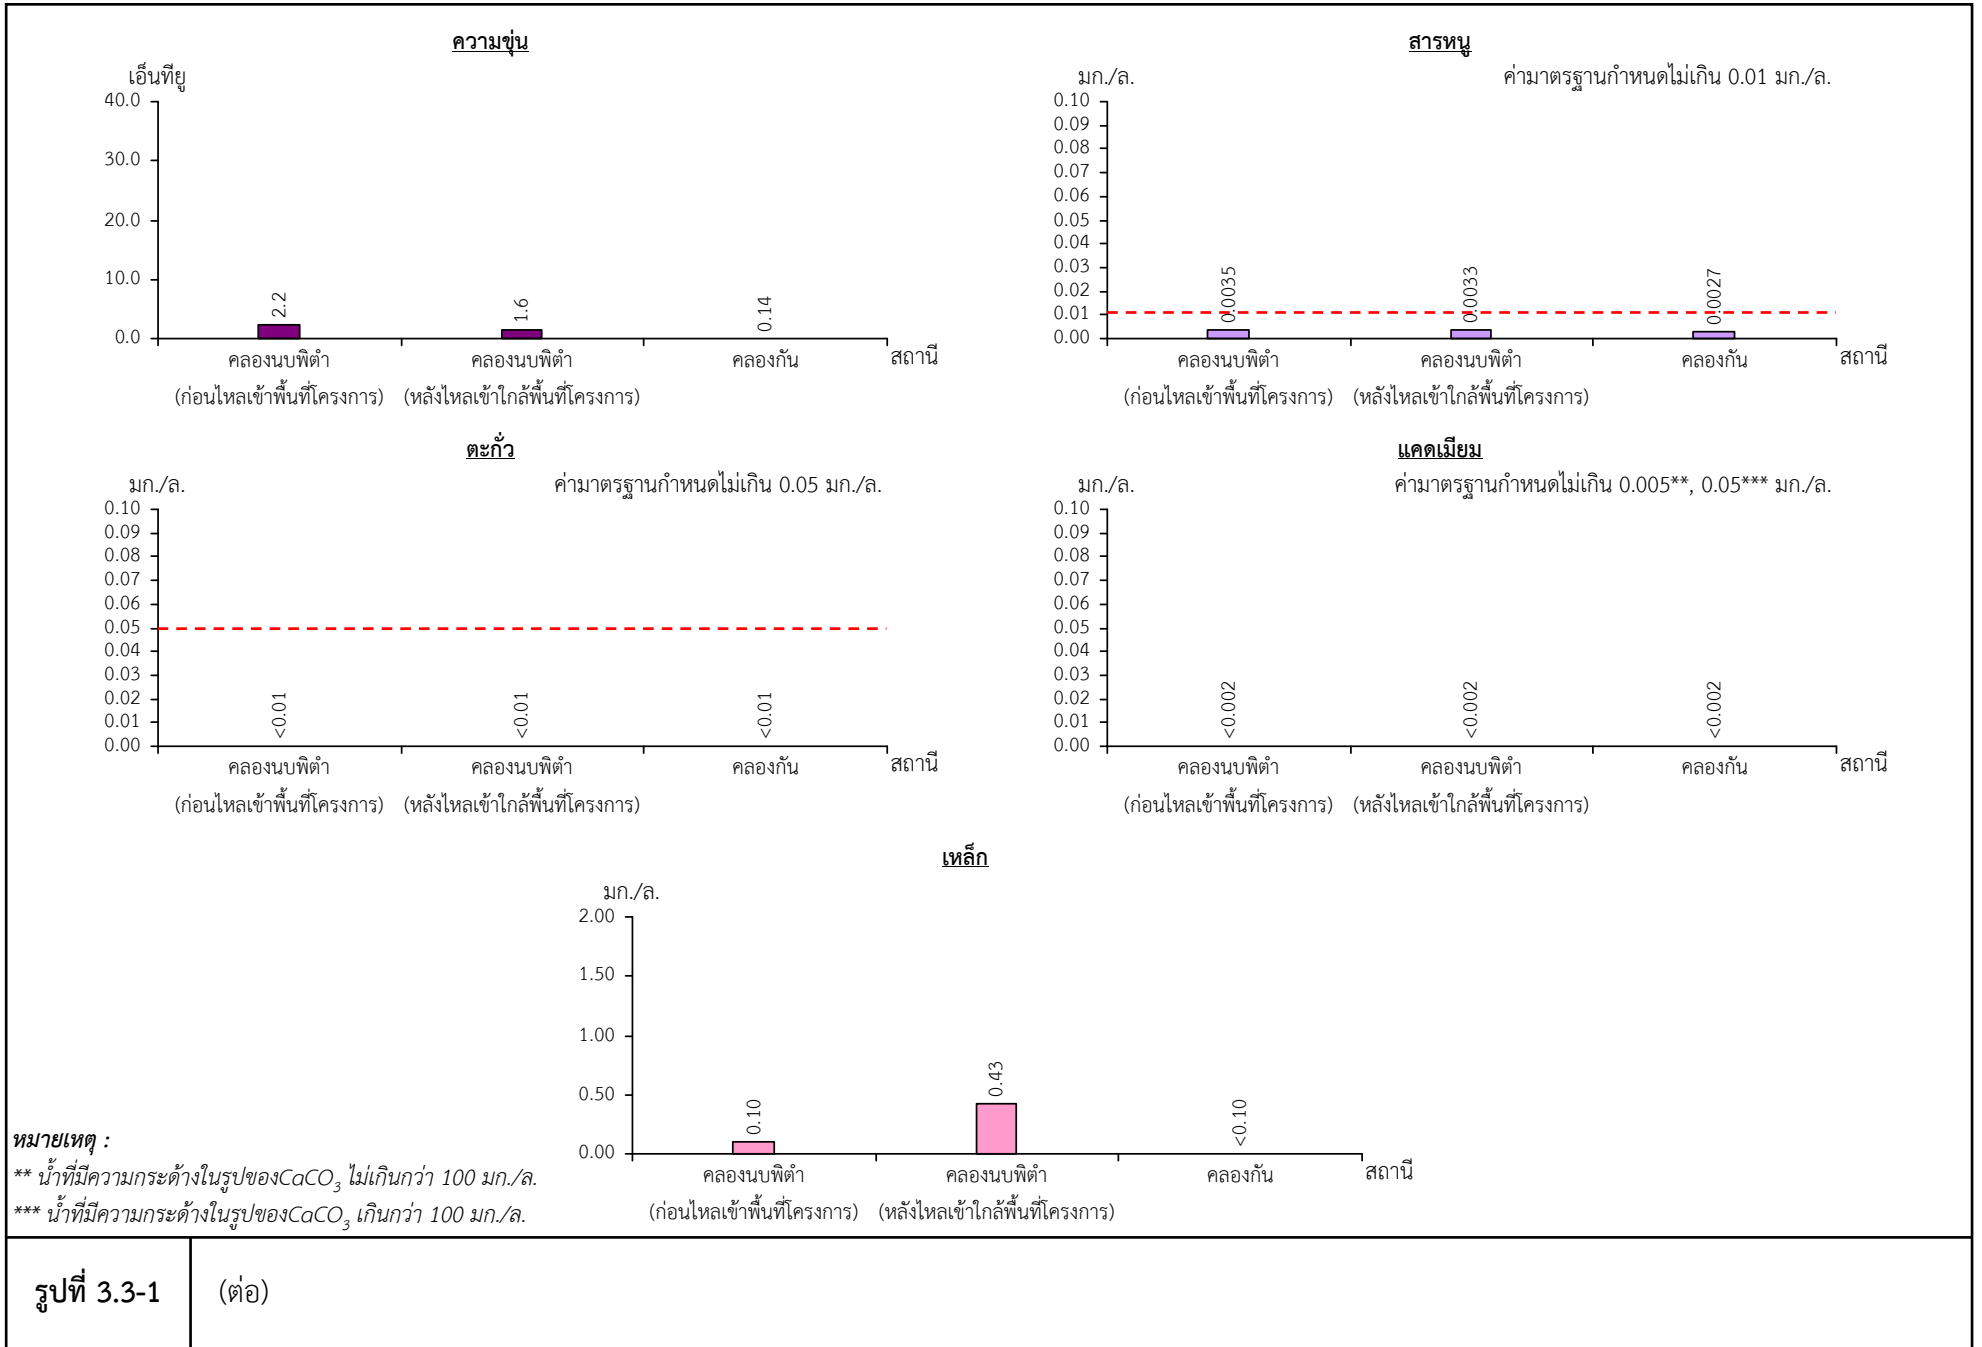 ความขุ่น
เอ็นทียู
40.0
30.0
20.0
10.0
0.0
2.2
1.6
0.14
คลองนบพิตำ
คลองนบพิตำ
คลองกัน
สถานี
(ก่อนไหลเข้าพื้นที่โครงการ)
(หลังไหลเข้าใกล้พื้นที่โครงการ)
สารหนู
มก./ล.
ค่ามาตรฐานกำหนดไม่เกิน 0.01 มก./ล.
0.10
0.09
0.08
0.07
0.06
0.05
0.04
0.03
0.02
0.01
0.00
0.0035
0.0033
0.0027
คลองนบพิตำ
คลองนบพิตำ
คลองกัน
สถานี
(ก่อนไหลเข้าพื้นที่โครงการ)
(หลังไหลเข้าใกล้พื้นที่โครงการ)
ตะกั่ว
มก./ล.
ค่ามาตรฐานกำหนดไม่เกิน 0.05 มก./ล.
0.10
0.09
0.08
0.07
0.06
0.05
0.04
0.03
0.02
0.01
0.00
<0.01
<0.01
<0.01
คลองนบพิตำ
คลองนบพิตำ
คลองกัน
สถานี
(ก่อนไหลเข้าพื้นที่โครงการ)
(หลังไหลเข้าใกล้พื้นที่โครงการ)
แคดเมียม
มก./ล.
ค่ามาตรฐานกำหนดไม่เกิน 0.005**, 0.05*** มก./ล.
0.10
0.09
0.08
0.07
0.06
0.05
0.04
0.03
0.02
0.01
0.00
<0.002
<0.002
<0.002
คลองนบพิตำ
คลองนบพิตำ
คลองกัน
สถานี
(ก่อนไหลเข้าพื้นที่โครงการ)
(หลังไหลเข้าใกล้พื้นที่โครงการ)
เหล็ก
มก./ล.
2.00
1.50
1.00
0.50
0.00
0.10
0.43
<0.10
คลองนบพิตำ
คลองนบพิตำ
คลองกัน
สถานี
(ก่อนไหลเข้าพื้นที่โครงการ)
(หลังไหลเข้าใกล้พื้นที่โครงการ)
หมายเหตุ :
** น้ำที่มีความกระด้างในรูปของCaCO₃ ไม่เกินกว่า 100 มก./ล.
*** น้ำที่มีความกระด้างในรูปของCaCO₃ เกินกว่า 100 มก./ล.
รูปที่ 3.3-1
(ต่อ)